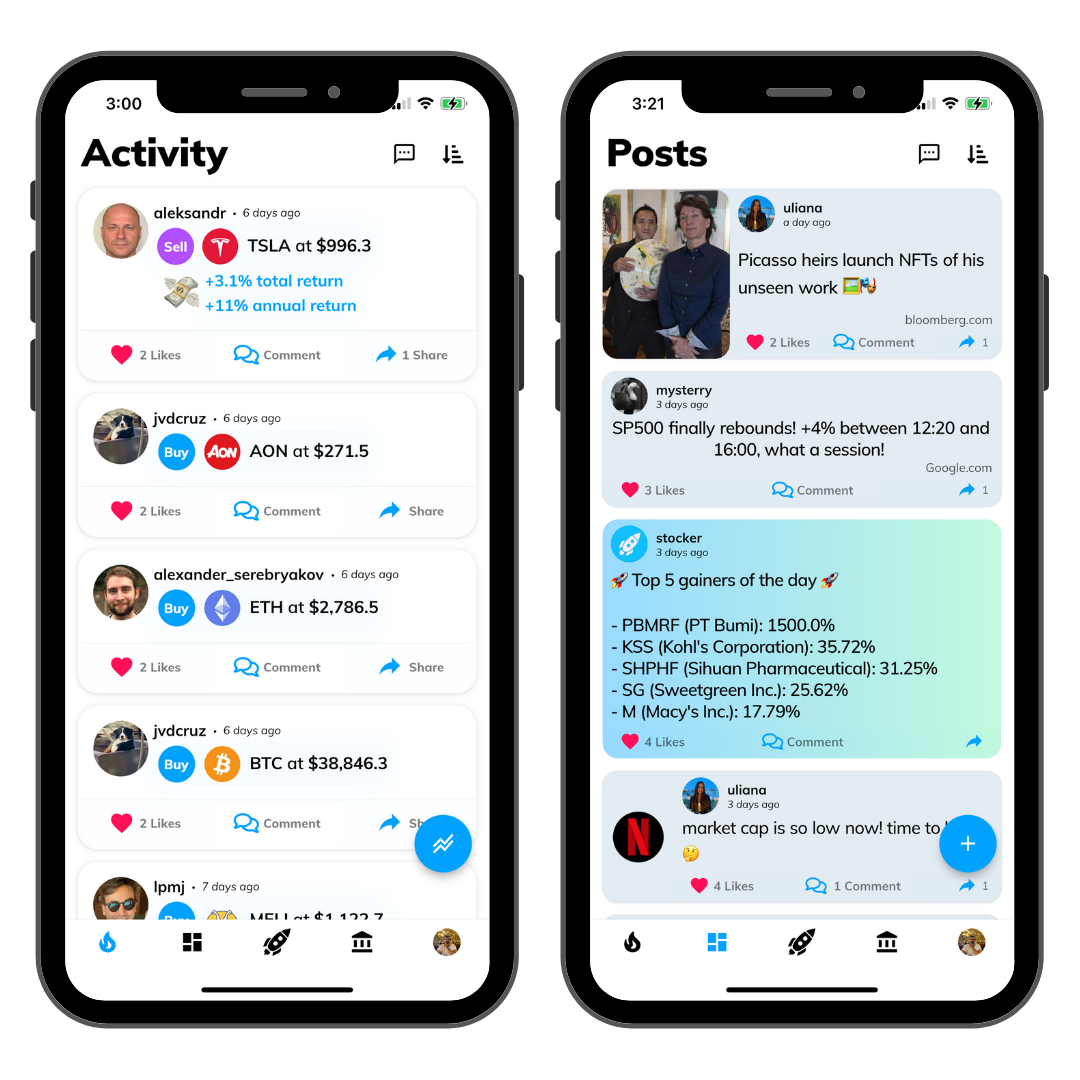 3:00
Activity
aleksandr · 6 days ago
Sell TSLA at $996.3
+3.1% total return
+11% annual return
2 Likes Comment 1 Share
jvdcruz · 6 days ago
Buy AON AON at $271.5
2 Likes Comment Share
alexander_serebryakov · 6 days ago
Buy ETH at $2,786.5
2 Likes Comment Share
jvdcruz · 6 days ago
Buy BTC at $38,846.3
2 Likes Comment
lpmj · 7 days ago
Buy MELI at $1,122.7
3:21
Posts
uliana
a day ago
Picasso heirs launch NFTs of his
unseen work 🖼️🎭
bloomberg.com
2 Likes Comment 1
mysterry
3 days ago
SP500 finally rebounds! +4% between 12:20 and
16:00, what a session!
Google.com
3 Likes Comment 1
stocker
3 days ago
🚀 Top 5 gainers of the day 🚀
- PBMRF (PT Bumi): 1500.0%
- KSS (Kohl's Corporation): 35.72%
- SHPHF (Sihuan Pharmaceutical): 31.25%
- SG (Sweetgreen Inc.): 25.62%
- M (Macy's Inc.): 17.79%
4 Likes Comment
uliana
3 days ago
N
market cap is so low now! time to
🤔
4 Likes 1 Comment 1